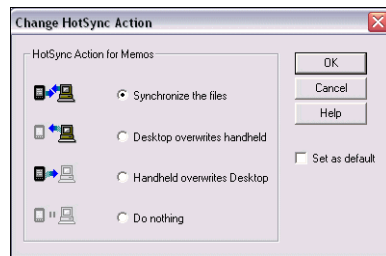 Change HotSync Action
HotSync Action for Memos
Synchronize the files
Desktop overwrites handheld
Handheld overwrites Desktop
Do nothing
OK
Cancel
Help
Set as default